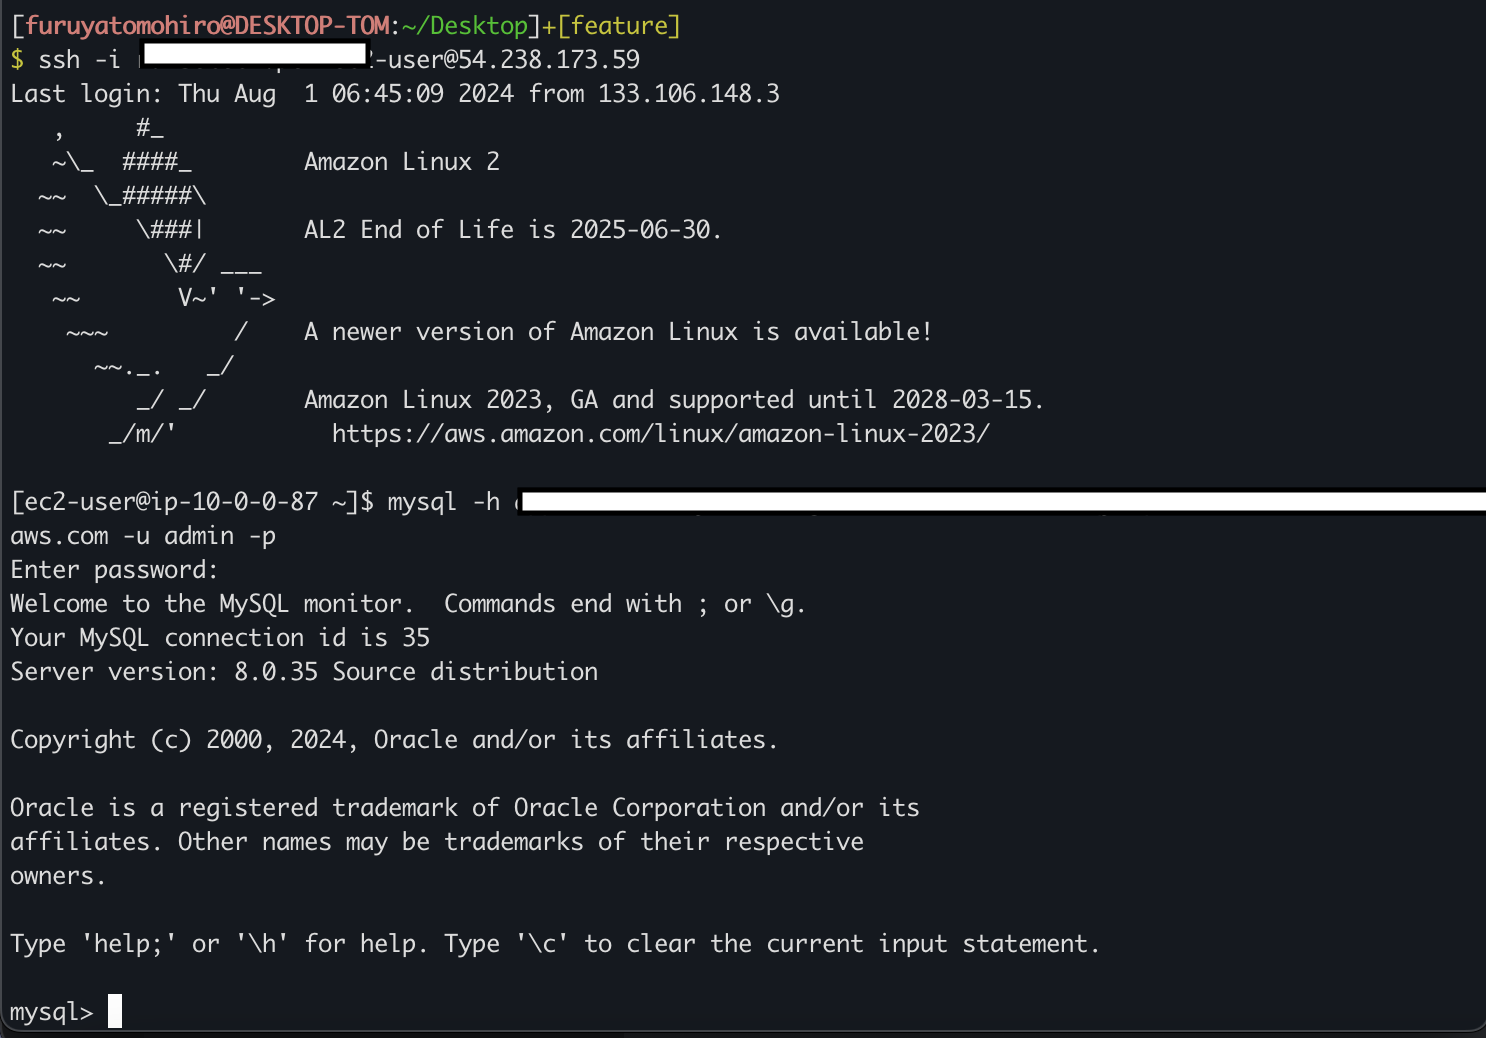 [furuyatomohiro@DESKTOP-TOM:~/Desktop]+[feature]
$ ssh -i -user@54.238.173.59
Last login: Thu Aug  1 06:45:09 2024 from 133.106.148.3
   ,     #_
   ~\_  ####_        Amazon Linux 2
  ~~  \_#####\
  ~~     \###|       AL2 End of Life is 2025-06-30.
  ~~       \#/ ___
   ~~       V~' '->
    ~~~         /    A newer version of Amazon Linux is available!
      ~~._.   _/
         _/ _/       Amazon Linux 2023, GA and supported until 2028-03-15.
       _/m/'           https://aws.amazon.com/linux/amazon-linux-2023/
[ec2-user@ip-10-0-0-87 ~]$ mysql -h
aws.com -u admin -p
Enter password:
Welcome to the MySQL monitor.  Commands end with ; or \g.
Your MySQL connection id is 35
Server version: 8.0.35 Source distribution
Copyright (c) 2000, 2024, Oracle and/or its affiliates.
Oracle is a registered trademark of Oracle Corporation and/or its
affiliates. Other names may be trademarks of their respective
owners.
Type 'help;' or '\h' for help. Type '\c' to clear the current input statement.
mysql>